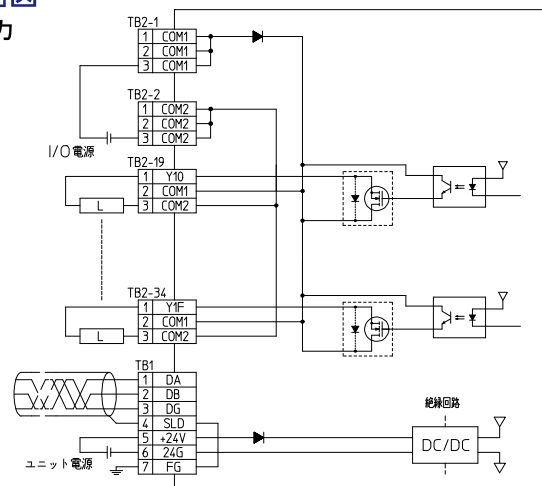 力
TB2-1
1 COM1
2 COM1
3 COM1
TB2-2
1 COM2
2 COM2
3 COM2
I/O電源
TB2-19
1 Y10
2 COM1
3 COM2
L
TB2-34
1 Y1F
2 COM1
3 COM2
L
TB1
1 DA
2 DB
3 DG
4 SLD
5 +24V
6 24G
7 FG
ユニット電源
絶縁回路
DC/DC